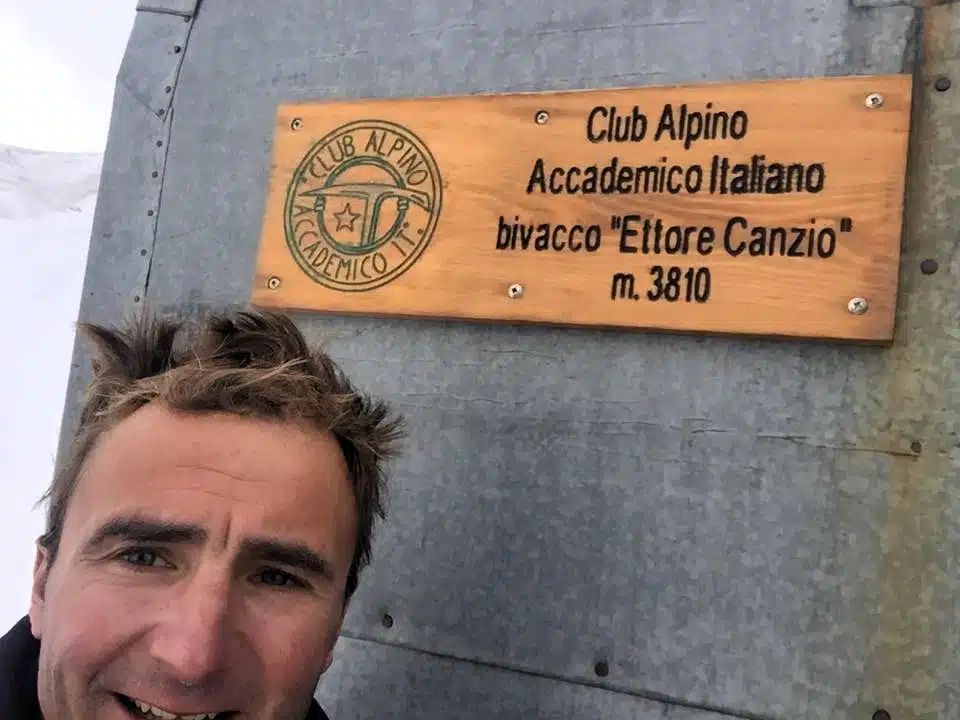 CLUB ALPINO
ACCADEMICO IT.
Club Alpino
Accademico Italiano
bivacco "Ettore Canzio"
m. 3810